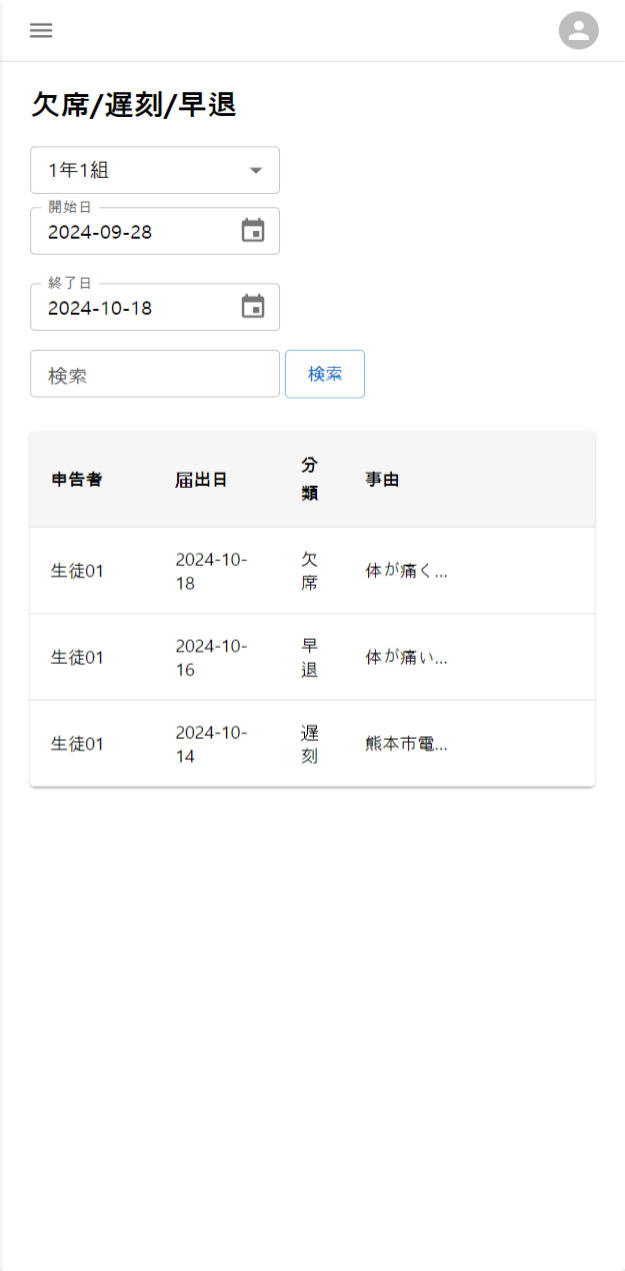 欠席/遅刻/早退
1年1組
開始日
2024-09-28
終了日
2024-10-18
検索 検索
申告者 届出日 分類 事由
生徒01 2024-10-18 欠席 体が痛く...
生徒01 2024-10-16 早退 体が痛い...
生徒01 2024-10-14 遅刻 熊本市電...